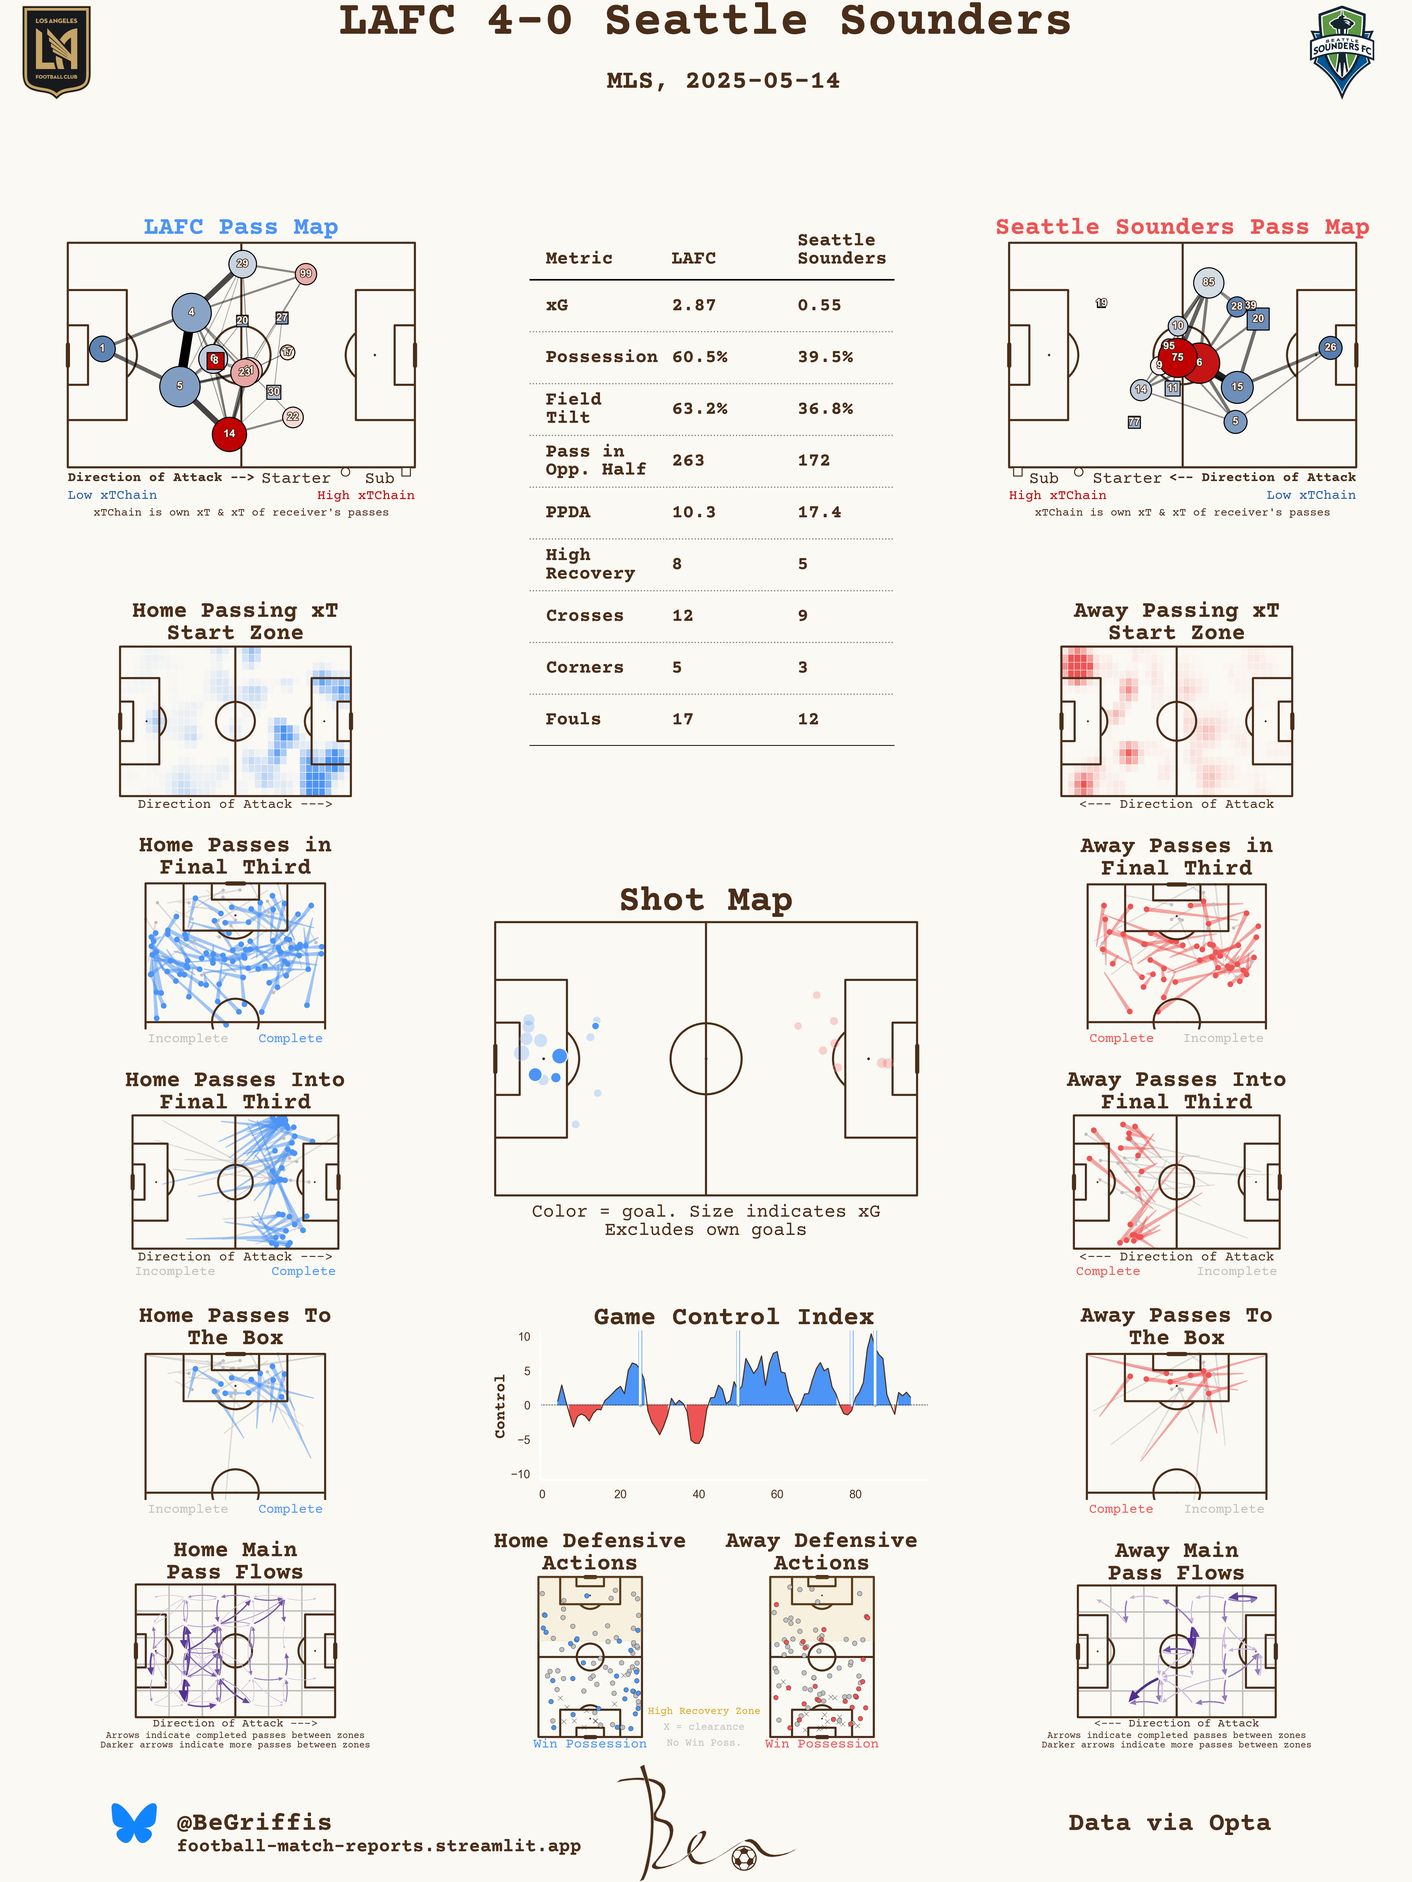 LAFC 4-0 Seattle Sounders
MLS, 2025-05-14
LOS ANGELES
FOOTBALL CLUB
SEATTLE
SOUNDERS FC
LAFC Pass Map
29
99
4
20
27
1
8
17
23
5
30
22
14
Direction of Attack --> Starter Sub
Low xTChain High xTChain
xTChain is own xT & xT of receiver's passes
Metric LAFC Seattle Sounders
xG 2.87 0.55
Possession 60.5% 39.5%
Field Tilt 63.2% 36.8%
Pass in Opp. Half 263 172
PPDA 10.3 17.4
High Recovery 8 5
Crosses 12 9
Corners 5 3
Fouls 17 12
Seattle Sounders Pass Map
85
19
28
39
20
10
95
75
6
26
9
14
11
15
77
5
Sub Starter <-- Direction of Attack
High xTChain Low xTChain
xTChain is own xT & xT of receiver's passes
Home Passing xT
Start Zone
Direction of Attack --->
Away Passing xT
Start Zone
<--- Direction of Attack
Home Passes in
Final Third
Incomplete Complete
Away Passes in
Final Third
Complete Incomplete
Shot Map
Color = goal. Size indicates xG
Excludes own goals
Home Passes Into
Final Third
Direction of Attack --->
Incomplete Complete
Away Passes Into
Final Third
<--- Direction of Attack
Complete Incomplete
Home Passes To
The Box
Incomplete Complete
Game Control Index
Control
10
5
0
−5
−10
0 20 40 60 80
Away Passes To
The Box
Complete Incomplete
Home Main
Pass Flows
Direction of Attack --->
Arrows indicate completed passes between zones
Darker arrows indicate more passes between zones
Home Defensive
Actions
Win Possession
Away Defensive
Actions
Win Possession
High Recovery Zone
X = clearance
No Win Poss.
Away Main
Pass Flows
<--- Direction of Attack
Arrows indicate completed passes between zones
Darker arrows indicate more passes between zones
@BeGriffis
football-match-reports.streamlit.app
Ben
Data via Opta